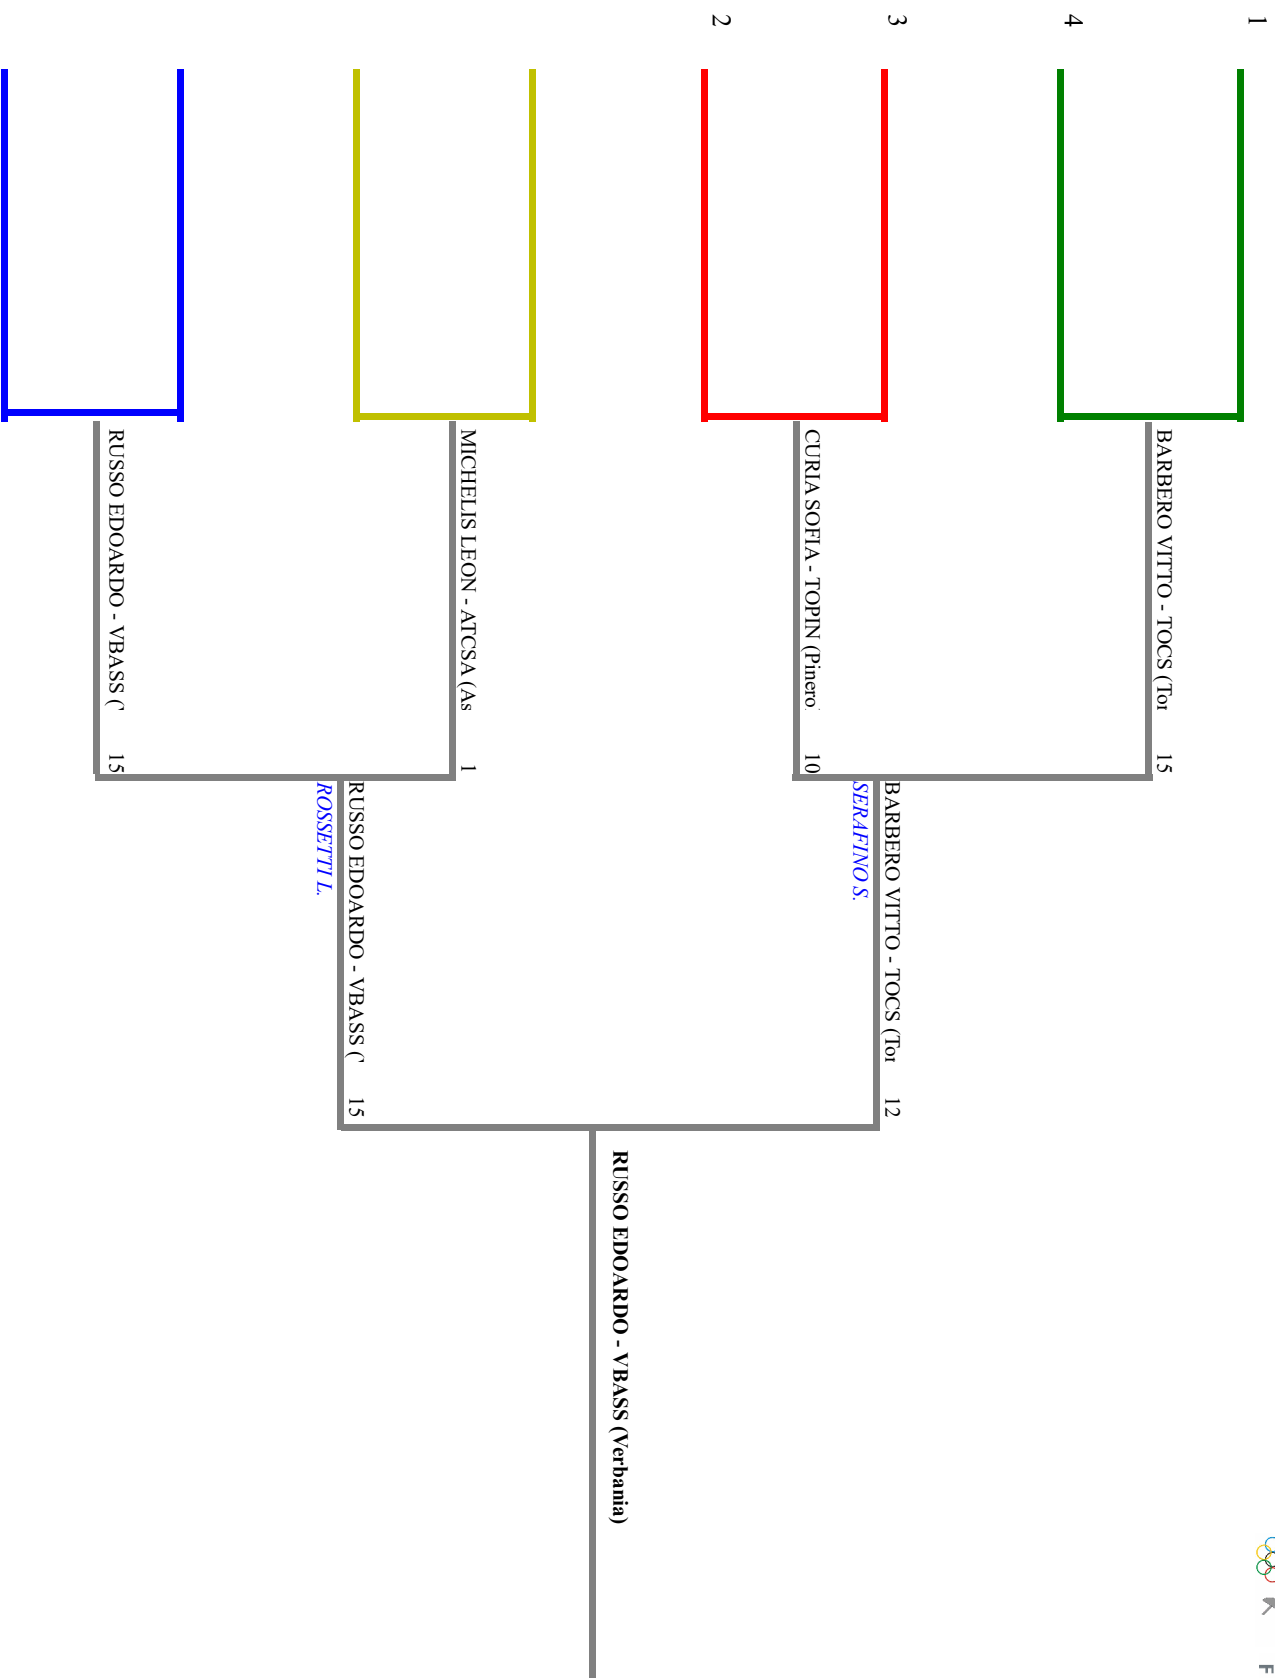 1
4
3
2
BARBERO VITTO - TOCS (Tor
15
CURIA SOFIA - TOPIN (Pinero
10
MICHELIS LEON - ATCSA (As
1
RUSSO EDOARDO - VBASS (
15
BARBERO VITTO - TOCS (Tor
12
SERAFINO S.
RUSSO EDOARDO - VBASS (
15
ROSSETTI L.
RUSSO EDOARDO - VBASS (Verbania)
F